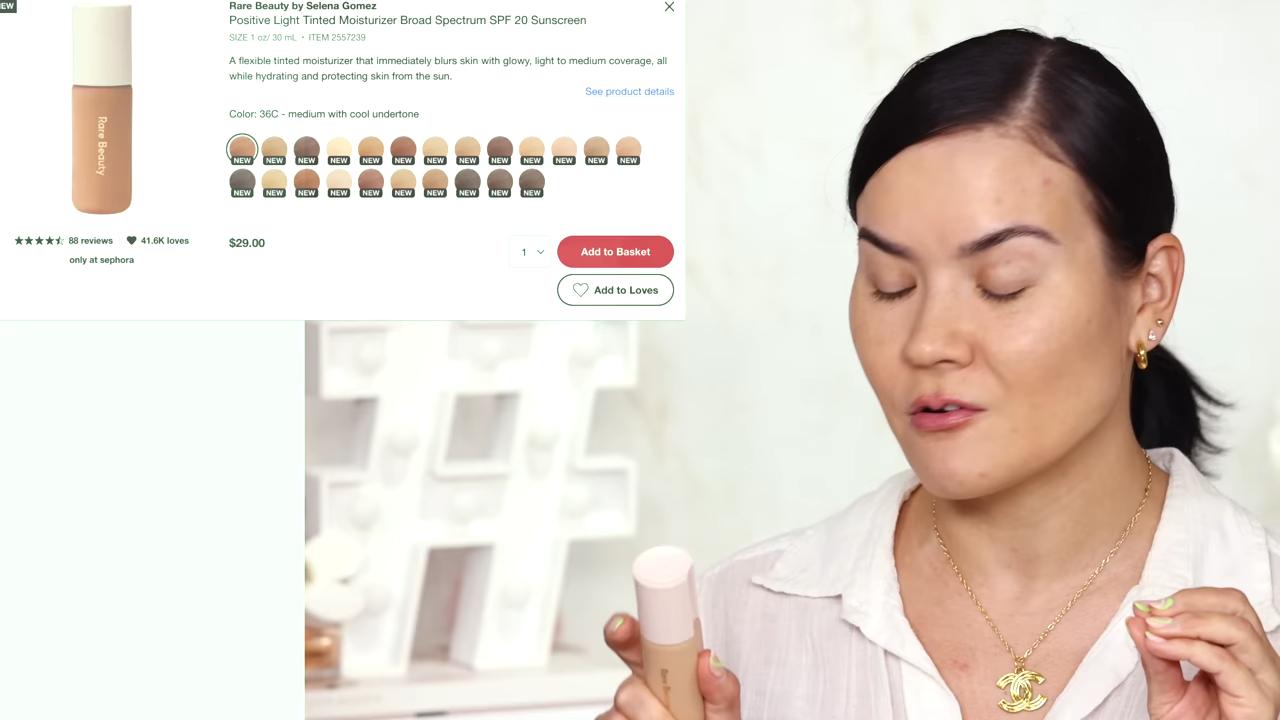 NEW
Rare Beauty by Selena Gomez
Positive Light Tinted Moisturizer Broad Spectrum SPF 20 Sunscreen
SIZE 1 oz/ 30 mL • ITEM 2557239
A flexible tinted moisturizer that immediately blurs skin with glowy, light to medium coverage, all
while hydrating and protecting skin from the sun.
See product details
Color: 36C - medium with cool undertone
NEW NEW NEW NEW NEW NEW NEW NEW NEW NEW NEW NEW NEW
NEW NEW NEW NEW NEW NEW NEW NEW NEW NEW
Rare Beauty
88 reviews 41.6K loves
only at sephora
$29.00
1
Add to Basket
Add to Loves
Rare Beauty